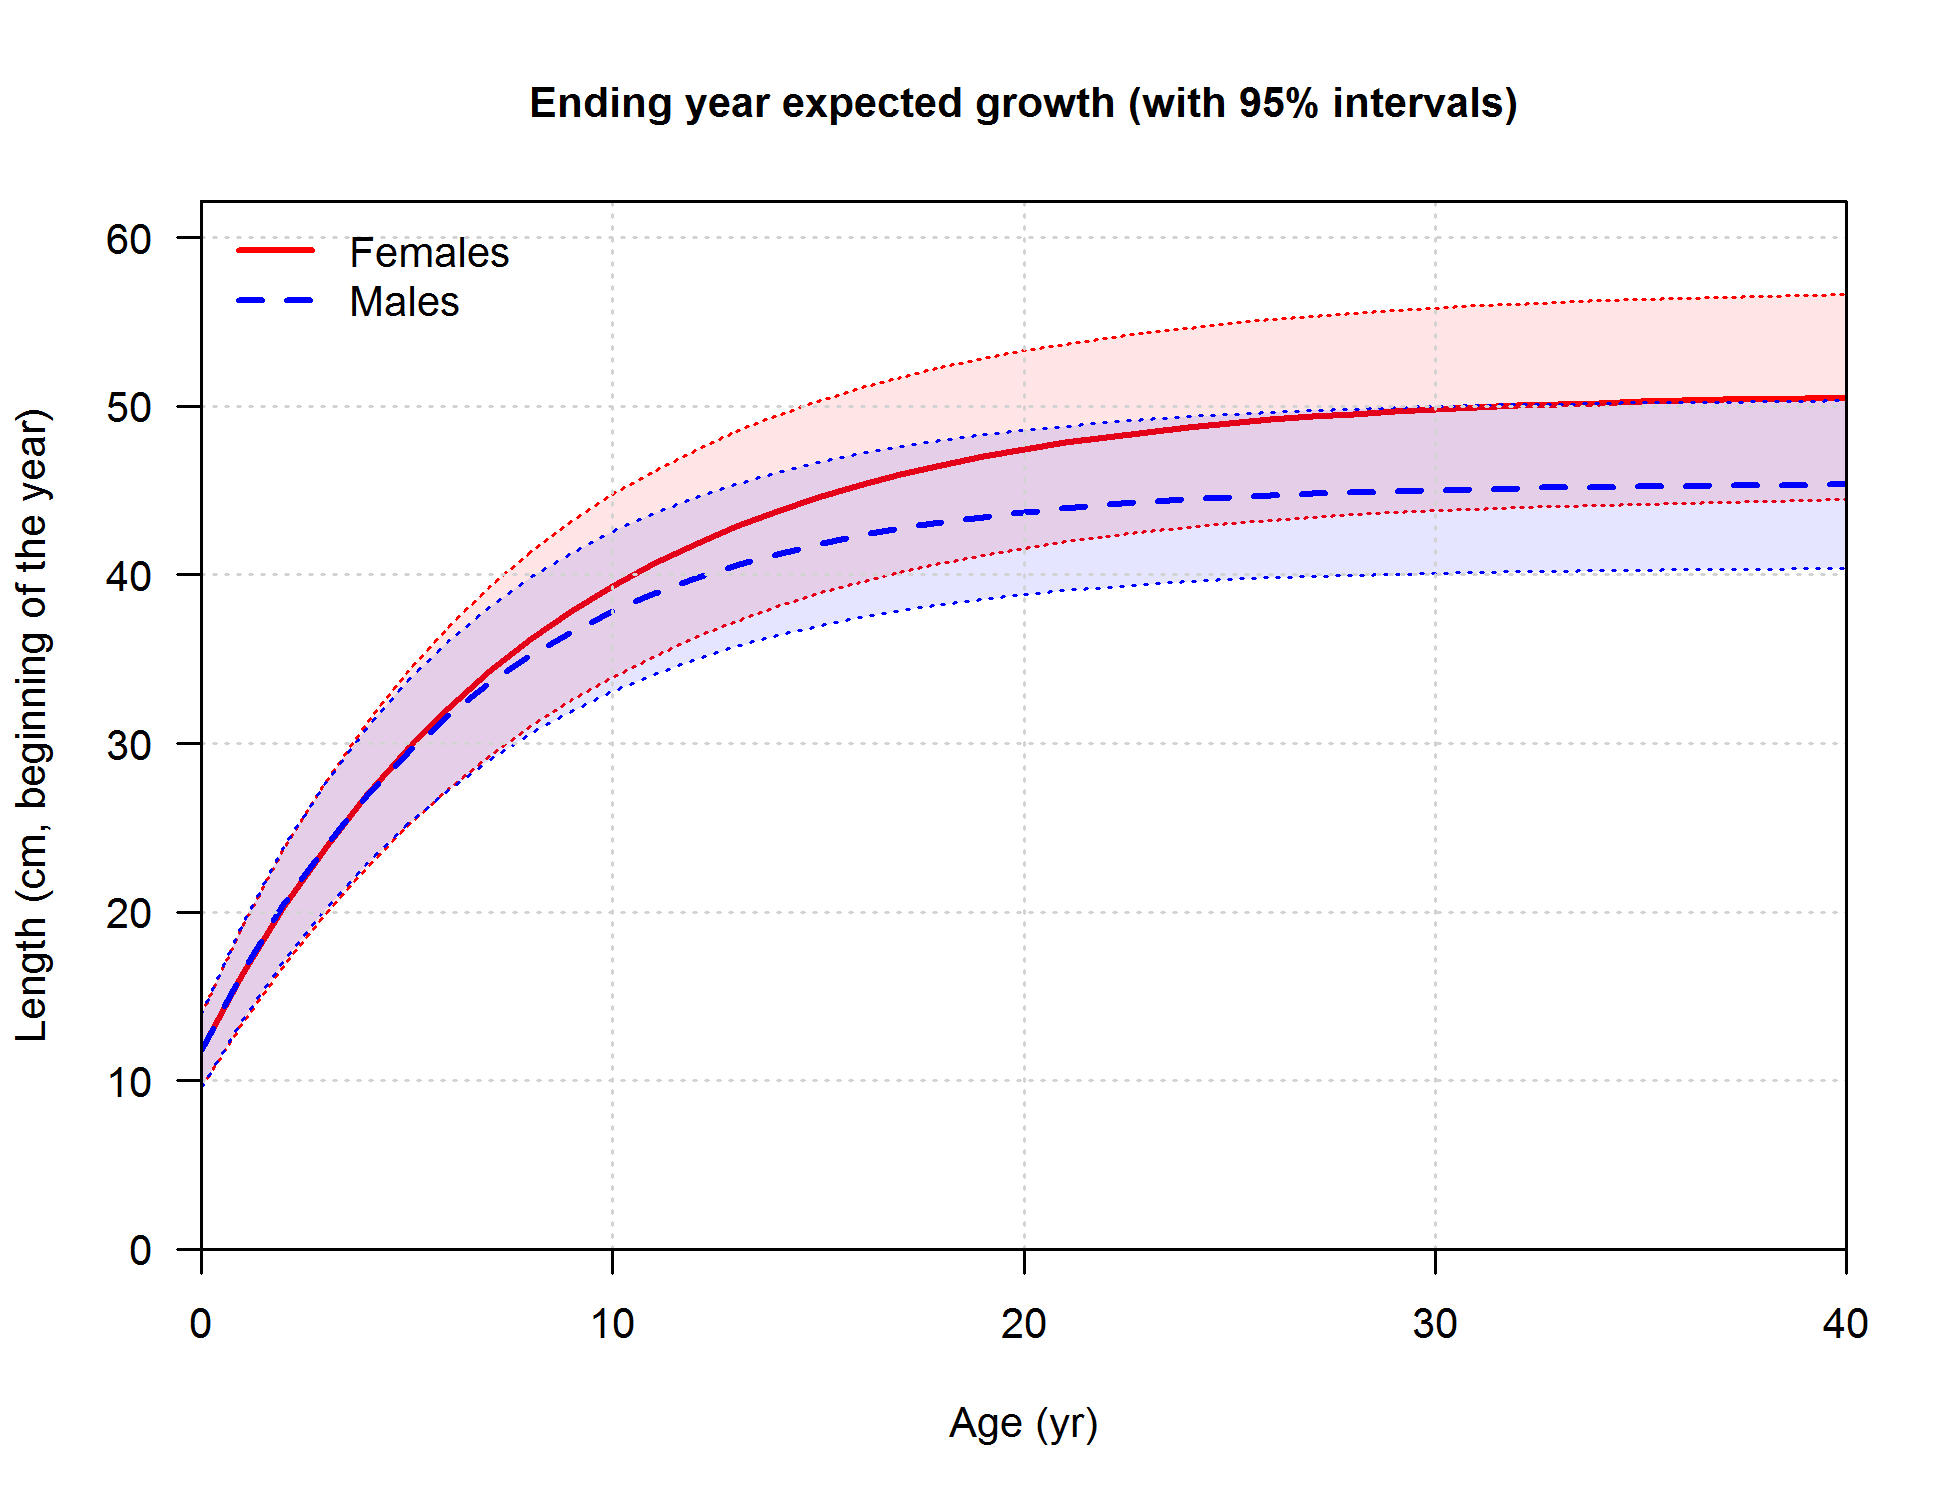 Ending year expected growth (with 95% intervals)
Females
Males
60
50
40
30
20
10
0
Length (cm, beginning of the year)
0 10 20 30 40
Age (yr)